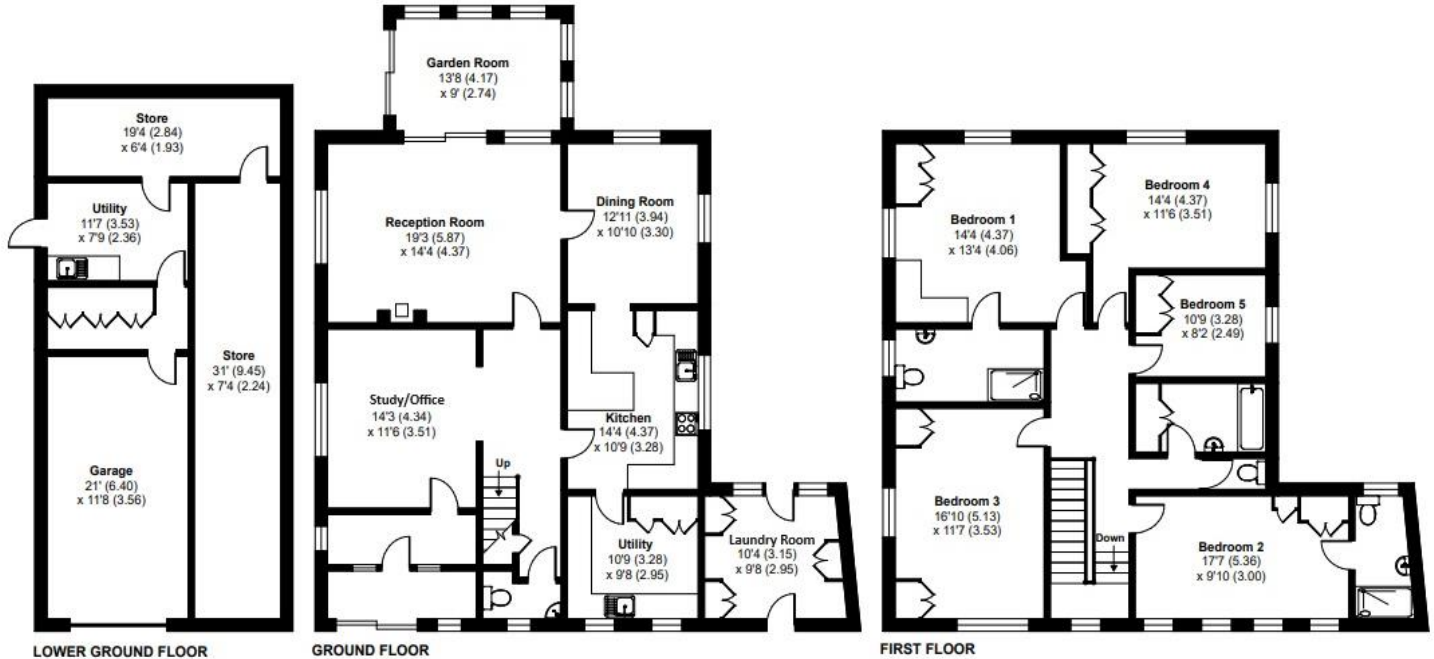 Store
19'4 (2.84)
x 6'4 (1.93)
Utility
11'7 (3.53)
x 7'9 (2.36)
Store
31' (9.45)
x 7'4 (2.24)
Garage
21' (6.40)
x 11'8 (3.56)
LOWER GROUND FLOOR
Garden Room
13'8 (4.17)
x 9' (2.74)
Reception Room
19'3 (5.87)
x 14'4 (4.37)
Dining Room
12'11 (3.94)
x 10'10 (3.30)
Study/Office
14'3 (4.34)
x 11'6 (3.51)
Kitchen
14'4 (4.37)
x 10'9 (3.28)
Up
Utility
10'9 (3.28)
x 9'8 (2.95)
Laundry Room
10'4 (3.15)
x 9'8 (2.95)
GROUND FLOOR
Bedroom 1
14'4 (4.37)
x 13'4 (4.06)
Bedroom 4
14'4 (4.37)
x 11'6 (3.51)
Bedroom 5
10'9 (3.28)
x 8'2 (2.49)
Bedroom 3
16'10 (5.13)
x 11'7 (3.53)
Down
Bedroom 2
17'7 (5.36)
x 9'10 (3.00)
FIRST FLOOR